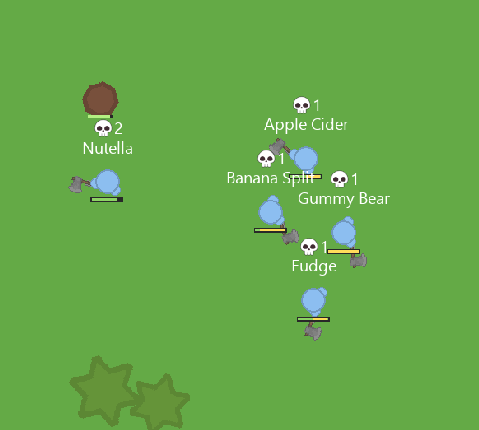 1
Apple Cider
2
Nutella
1
Banana Split
1
Gummy Bear
1
Fudge